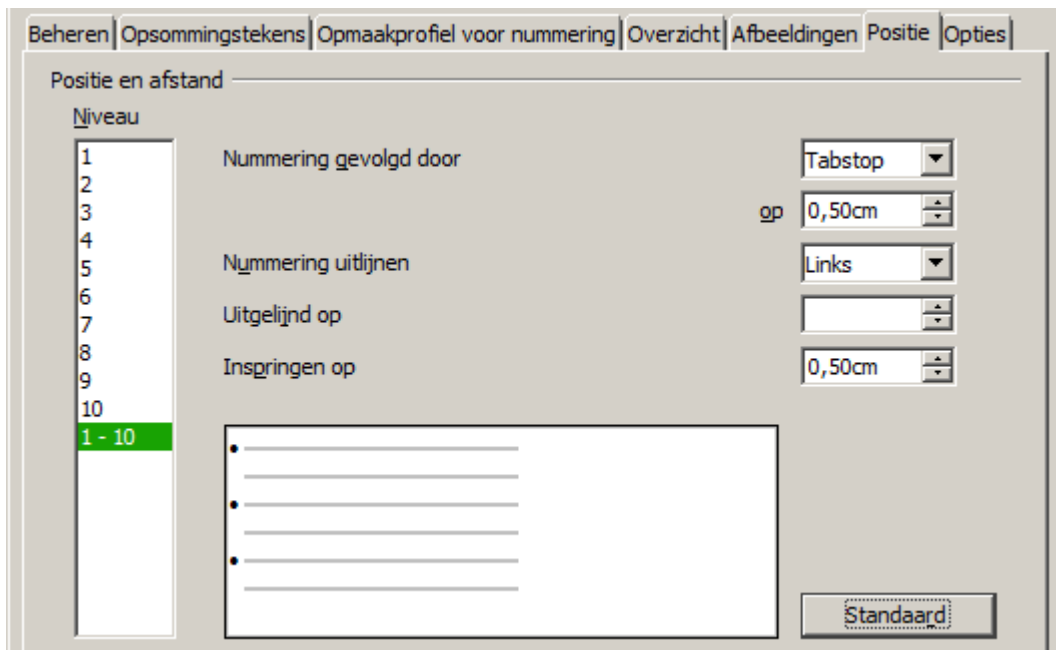 Beheren Opsommingstekens Opmaakprofiel voor nummering Overzicht Afbeeldingen Positie Opties
Positie en afstand
Niveau
1
2
3
4
5
6
7
8
9
10
1 - 10
Nummering gevolgd door Tabstop
op 0,50cm
Nummering uitlijnen Links
Uitgelijnd op
Inspringen op 0,50cm
Standaard